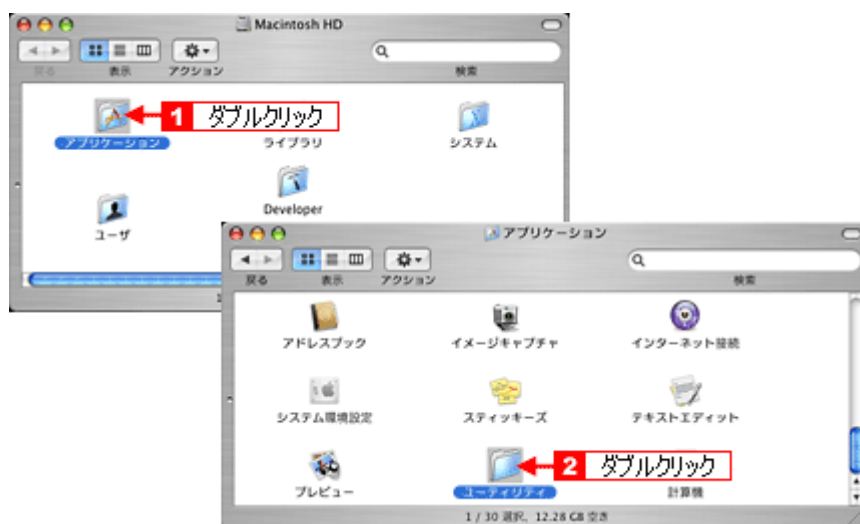 Macintosh HD
戻る 表示 アクション 検索
1 ダブルクリック
アプリケーション ライブラリ システム
ユーザ Developer
アプリケーション
戻る 表示 アクション 検索
アドレスブック イメージキャプチャ インターネット接続
システム環境設定 スティッキーズ テキストエディット
2 ダブルクリック
プレビュー ユーティリティ 計算機
1 / 30 選択、12.28 GB 空き